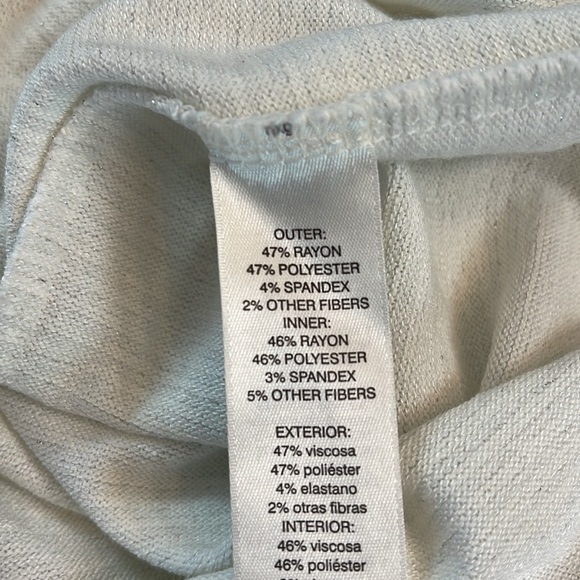 OUTER:
47% RAYON
47% POLYESTER
4% SPANDEX
2% OTHER FIBERS
INNER:
46% RAYON
46% POLYESTER
3% SPANDEX
5% OTHER FIBERS
EXTERIOR:
47% viscosa
47% poliéster
4% elastano
2% otras fibras
INTERIOR:
46% viscosa
46% poliéster